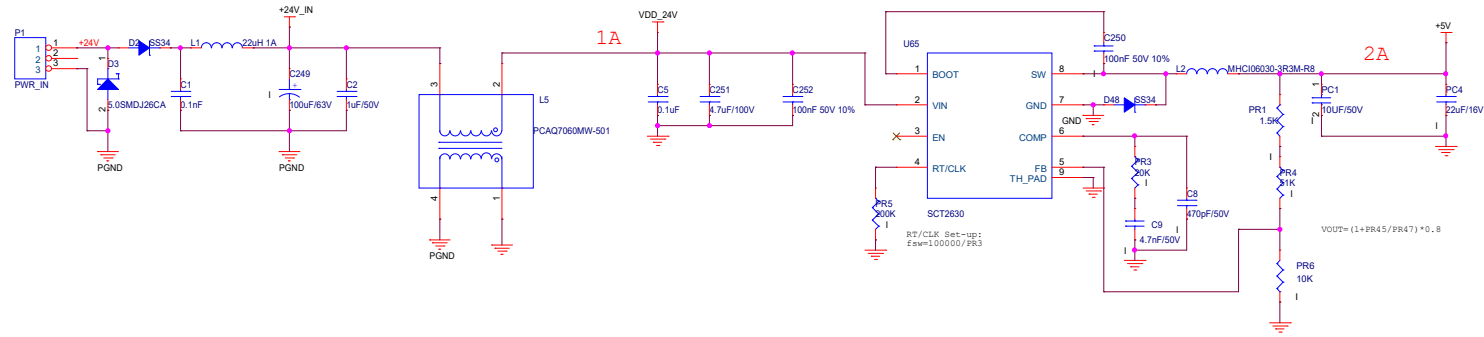 P1
1
2
3
PWR_IN
+24V
D3
1
2
5.0SMDJ26CA
PGND
D2
SS34
C1
0.1nF
L1
22uH 1A
+24V_IN
C249
100uF/63V
C2
1uF/50V
PGND
3
2
L5
PCAQ7060MW-501
4
1
PGND
VDD_24V
1A
C5
0.1uF
C251
4.7uF/100V
C252
100nF 50V 10%
U65
1
BOOT
2
VIN
3
EN
4
RT/CLK
SW
8
GND
7
COMP
6
FB
5
TH_PAD
9
SCT2630
PR5
200K
RT/CLK Set-up:
fsw=100000/PR3
C250
100nF 50V 10%
D48
SS34
GND
PR3
20K
C9
4.7nF/50V
C8
470pF/50V
L2
MHCI06030-3R3M-R8
PR1
1.5K
PR4
51K
PR6
10K
2A
+5V
PC1
1
2
10UF/50V
PC4
22uF/16V
VOUT=(1+PR45/PR47)*0.8